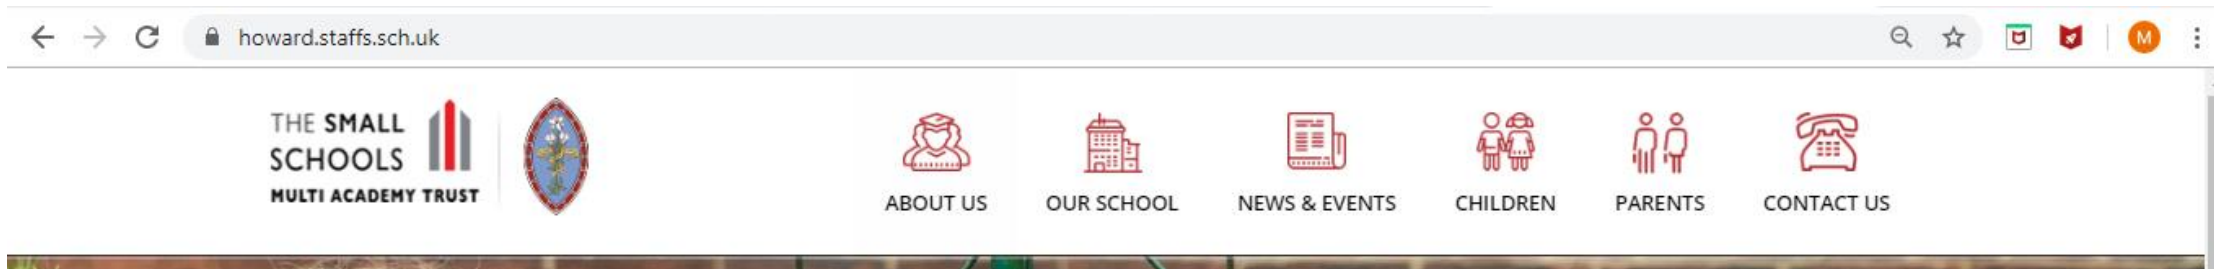 howard.staffs.sch.uk
M
THE SMALL
SCHOOLS
MULTI ACADEMY TRUST
ABOUT US
OUR SCHOOL
NEWS & EVENTS
CHILDREN
PARENTS
CONTACT US